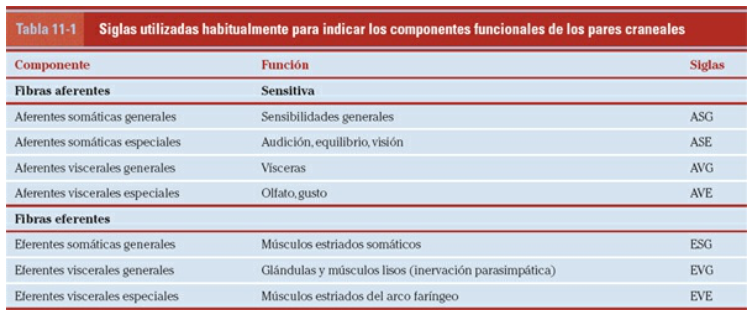 Tabla 11-1 Siglas utilizadas habitualmente para indicar los componentes funcionales de los pares craneales
Componente Función Siglas
Fibras aferentes Sensitiva
Aferentes somáticas generales Sensibilidades generales ASG
Aferentes somáticas especiales Audición, equilibrio, visión ASE
Aferentes viscerales generales Vísceras AVG
Aferentes viscerales especiales Olfato, gusto AVE
Fibras eferentes
Eferentes somáticas generales Músculos estriados somáticos ESG
Eferentes viscerales generales Glándulas y músculos lisos (inervación parasimpática) EVG
Eferentes viscerales especiales Músculos estriados del arco faríngeo EVE